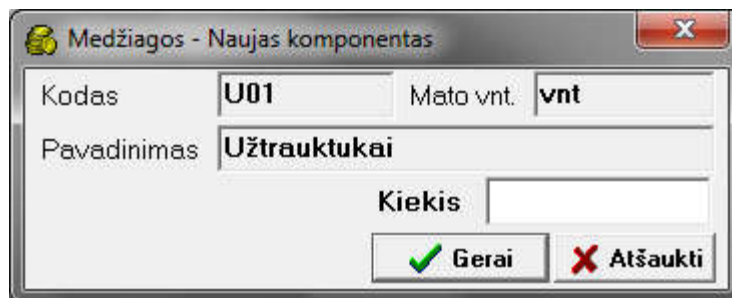 Medžiagos - Naujas komponentas
Kodas U01 Mato vnt. vnt
Pavadinimas Užtrauktukai
Kiekis
Gerai Atšaukti